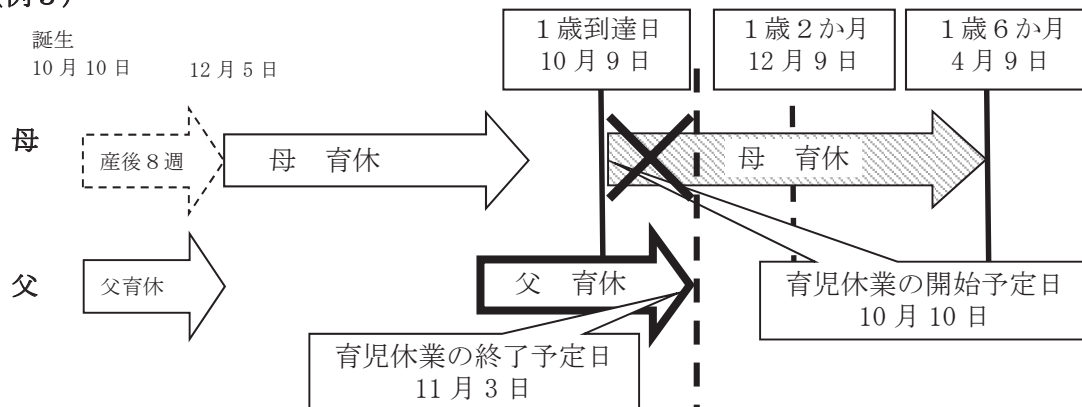 （例３）
誕生
10月10日
12月5日
１歳到達日
10月9日
１歳２か月
12月9日
１歳６か月
4月9日
母
産後８週
母　育休
母　育休
父
父育休
父　育休
育児休業の開始予定日
10月10日
育児休業の終了予定日
11月3日